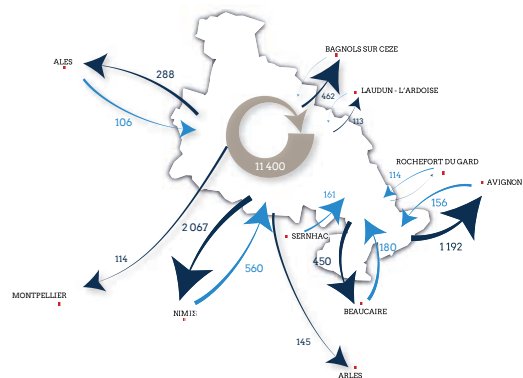 BAGNOLS SUR CEZE
ALES
288
462
LAUDUN - L'ARDOISE
106
113
11 400
ROCHEFORT DU GARD
114
AVIGNON
161
156
2 067
SERNHAC
180
1 192
114
560
450
MONTPELLIER
BEAUCAIRE
145
ARLES